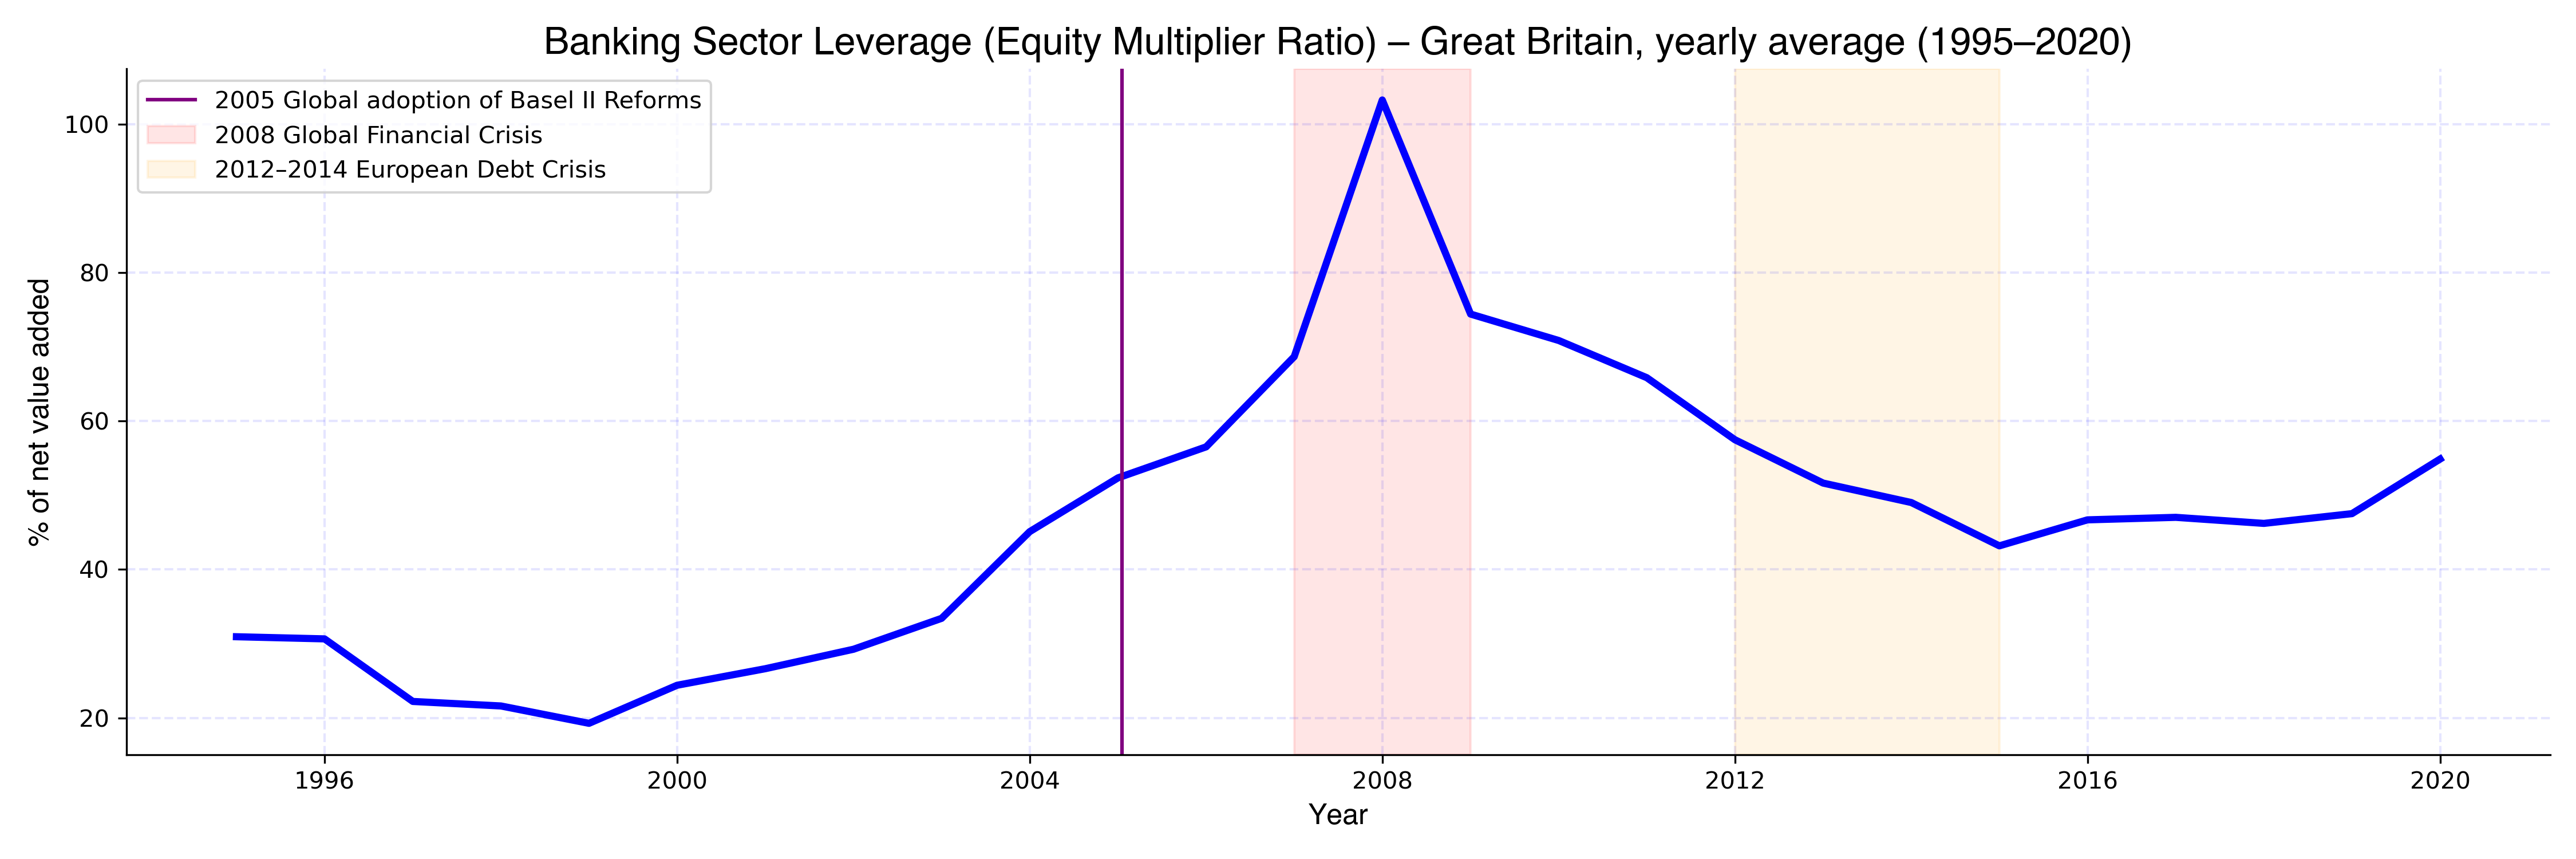 Banking Sector Leverage (Equity Multiplier Ratio) – Great Britain, yearly average (1995–2020)
2005 Global adoption of Basel II Reforms
2008 Global Financial Crisis
2012–2014 European Debt Crisis
% of net value added
100
80
60
40
20
1996
2000
2004
2008
2012
2016
2020
Year